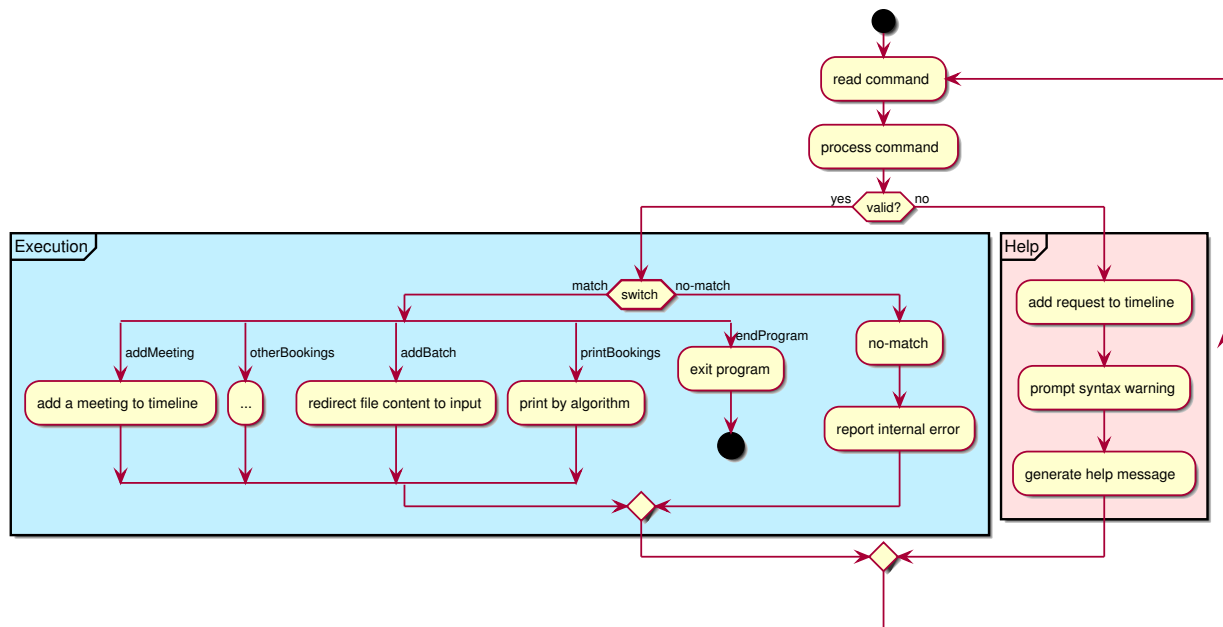 read command
process command
yes
valid?
no
Execution
Help
match
switch
no-match
add request to timeline
addMeeting
otherBookings
addBatch
printBookings
endProgram
no-match
exit program
prompt syntax warning
add a meeting to timeline
...
redirect file content to input
print by algorithm
report internal error
generate help message